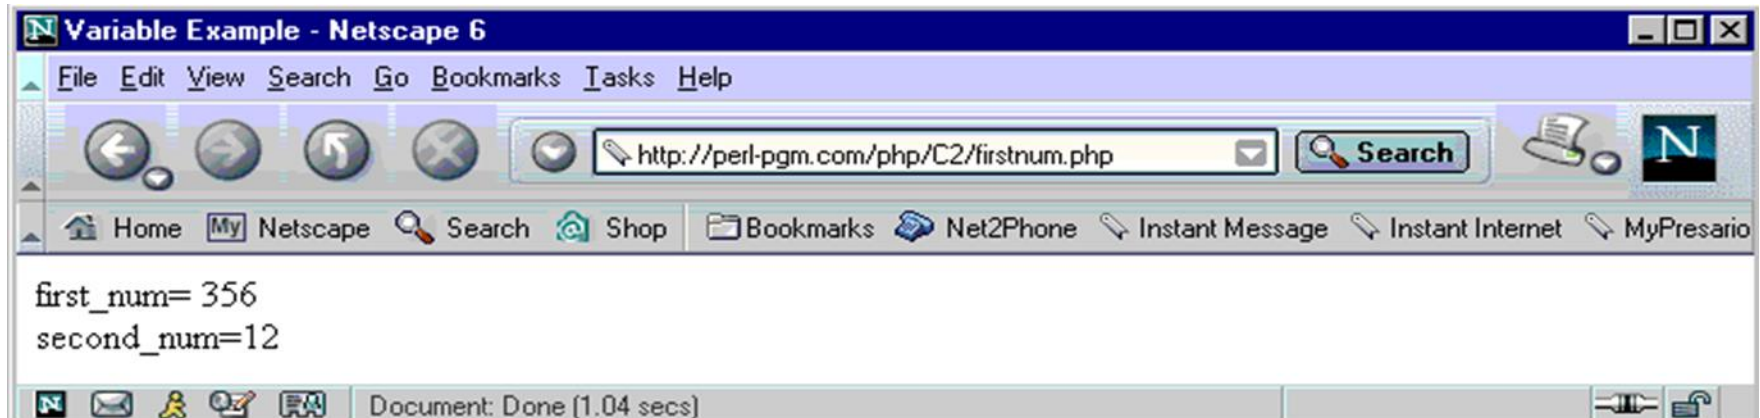 N Variable Example - Netscape 6
File Edit View Search Go Bookmarks Tasks Help
http://perl-pgm.com/php/C2/firstnum.php Search N
Home My Netscape Search Shop Bookmarks Net2Phone Instant Message Instant Internet MyPresario
first_num= 356
second_num=12
N Document: Done (1.04 secs)